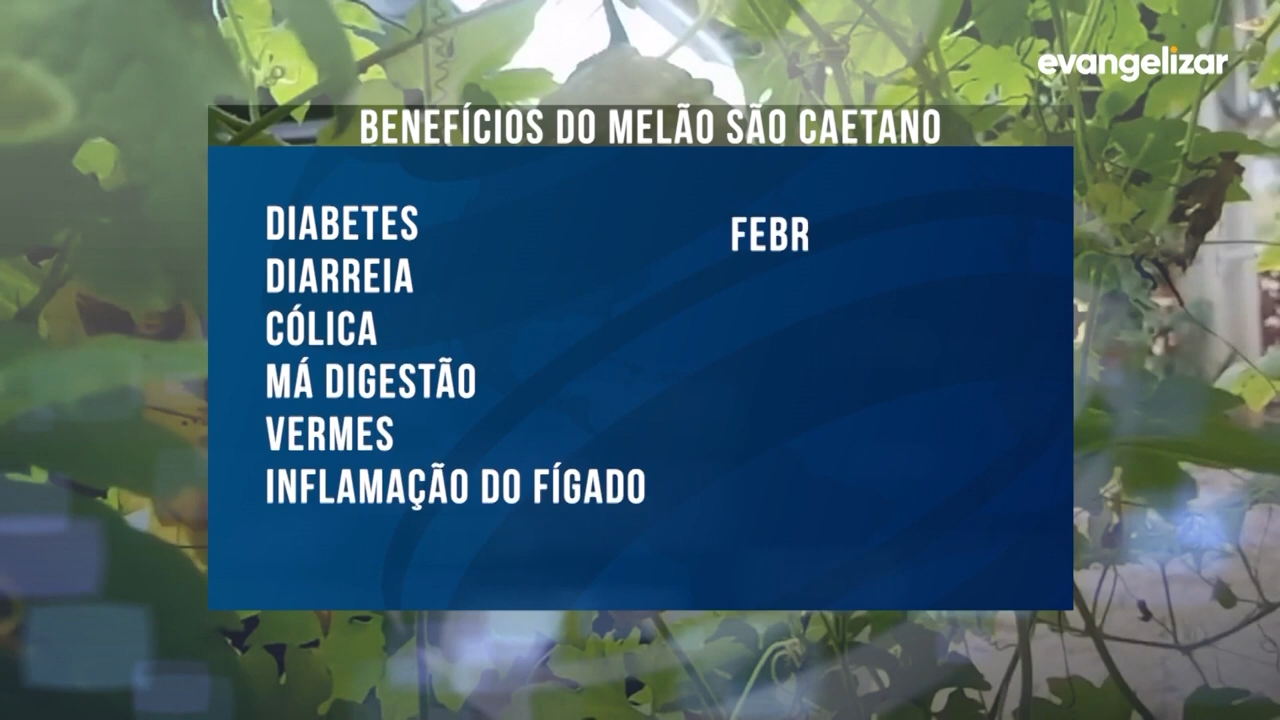 evangelizar
BENEFÍCIOS DO MELÃO SÃO CAETANO
DIABETES
DIARREIA
CÓLICA
MÁ DIGESTÃO
VERMES
INFLAMAÇÃO DO FÍGADO
FEBR